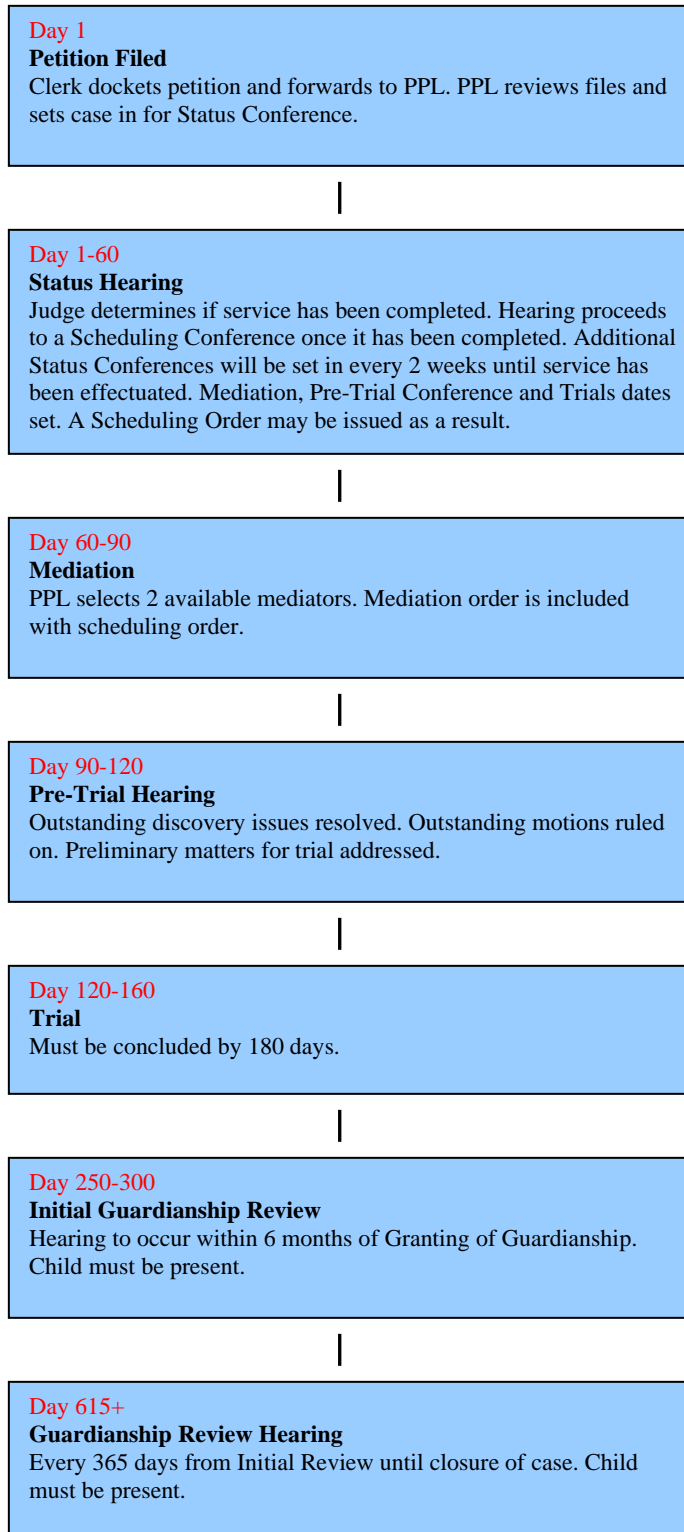 Day 1
Petition Filed
Clerk dockets petition and forwards to PPL. PPL reviews files and
sets case in for Status Conference.
Day 1-60
Status Hearing
Judge determines if service has been completed. Hearing proceeds
to a Scheduling Conference once it has been completed. Additional
Status Conferences will be set in every 2 weeks until service has
been effectuated. Mediation, Pre-Trial Conference and Trials dates
set. A Scheduling Order may be issued as a result.
Day 60-90
Mediation
PPL selects 2 available mediators. Mediation order is included
with scheduling order.
Day 90-120
Pre-Trial Hearing
Outstanding discovery issues resolved. Outstanding motions ruled
on. Preliminary matters for trial addressed.
Day 120-160
Trial
Must be concluded by 180 days.
Day 250-300
Initial Guardianship Review
Hearing to occur within 6 months of Granting of Guardianship.
Child must be present.
Day 615+
Guardianship Review Hearing
Every 365 days from Initial Review until closure of case. Child
must be present.